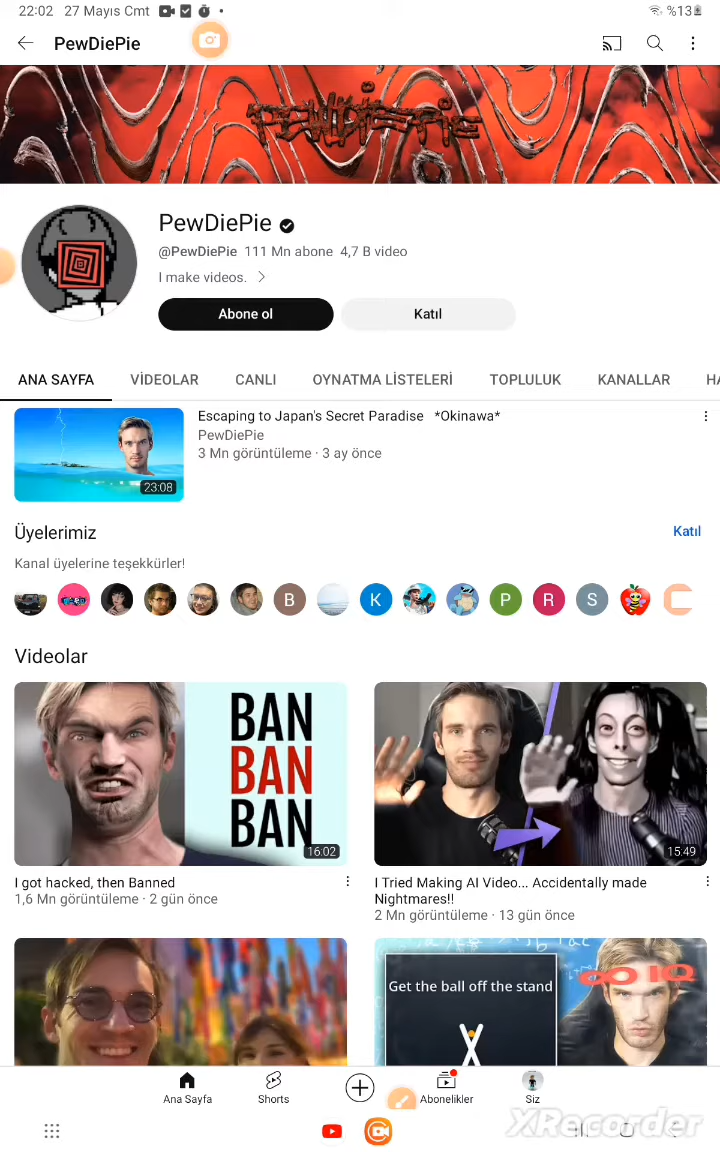 22:02 27 Mayıs Cmt
%13
PewDiePie
PEWDIEPIE
PewDiePie
@PewDiePie 111 Mn abone 4,7 B video
I make videos.
Abone ol
Katıl
ANA SAYFA VİDEOLAR CANLI OYNATMA LİSTELERİ TOPLULUK KANALLAR HA
Escaping to Japan's Secret Paradise *Okinawa*
PewDiePie
3 Mn görüntüleme · 3 ay önce
23:08
Üyelerimiz
Katıl
Kanal üyelerine teşekkürler!
B K P R S
Videolar
BAN
BAN
BAN
16:02
15:49
I got hacked, then Banned
1,6 Mn görüntüleme · 2 gün önce
I Tried Making AI Video... Accidentally made
Nightmares!!
2 Mn görüntüleme · 13 gün önce
Get the ball off the stand
IQ
Ana Sayfa
Shorts
Abonelikler
Siz
XRecorder